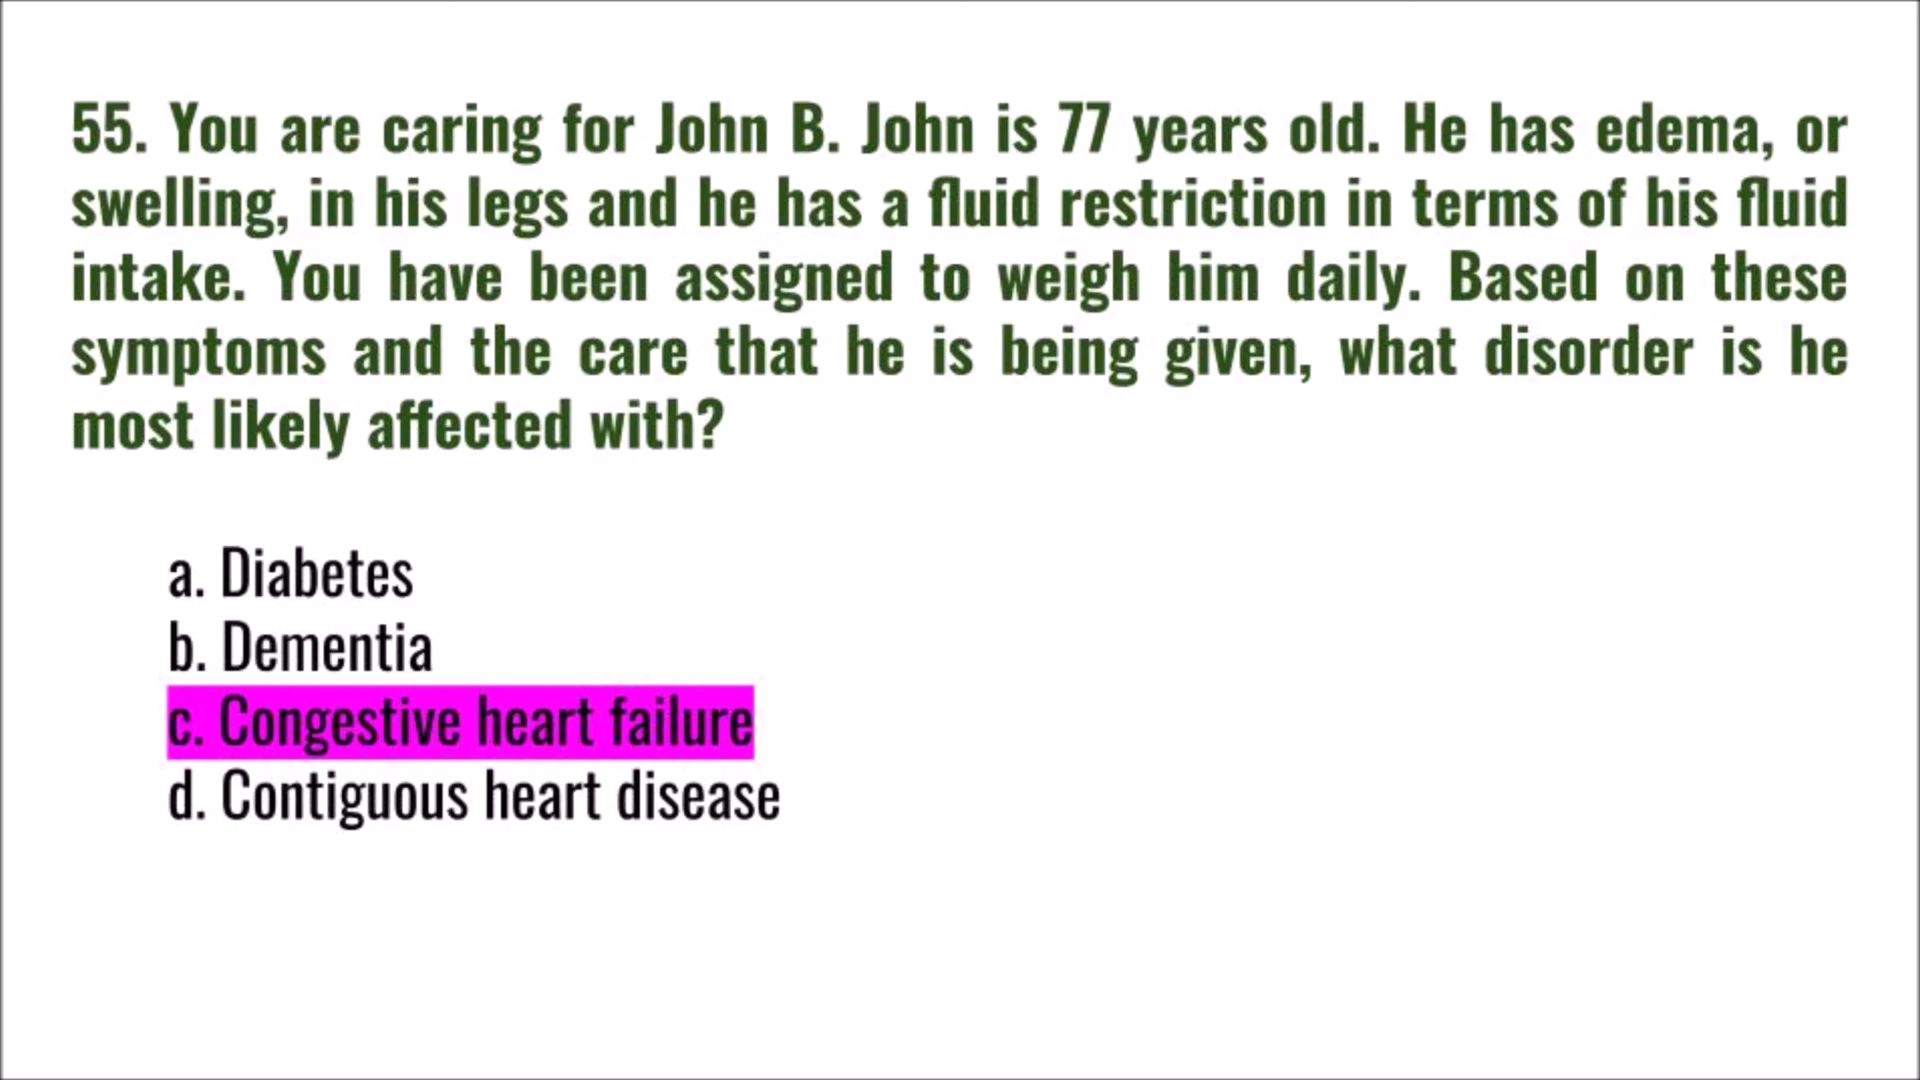 55. You are caring for John B. John is 77 years old. He has edema, or
swelling, in his legs and he has a fluid restriction in terms of his fluid
intake. You have been assigned to weigh him daily. Based on these
symptoms and the care that he is being given, what disorder is he
most likely affected with?
a. Diabetes
b. Dementia
c. Congestive heart failure
d. Contiguous heart disease